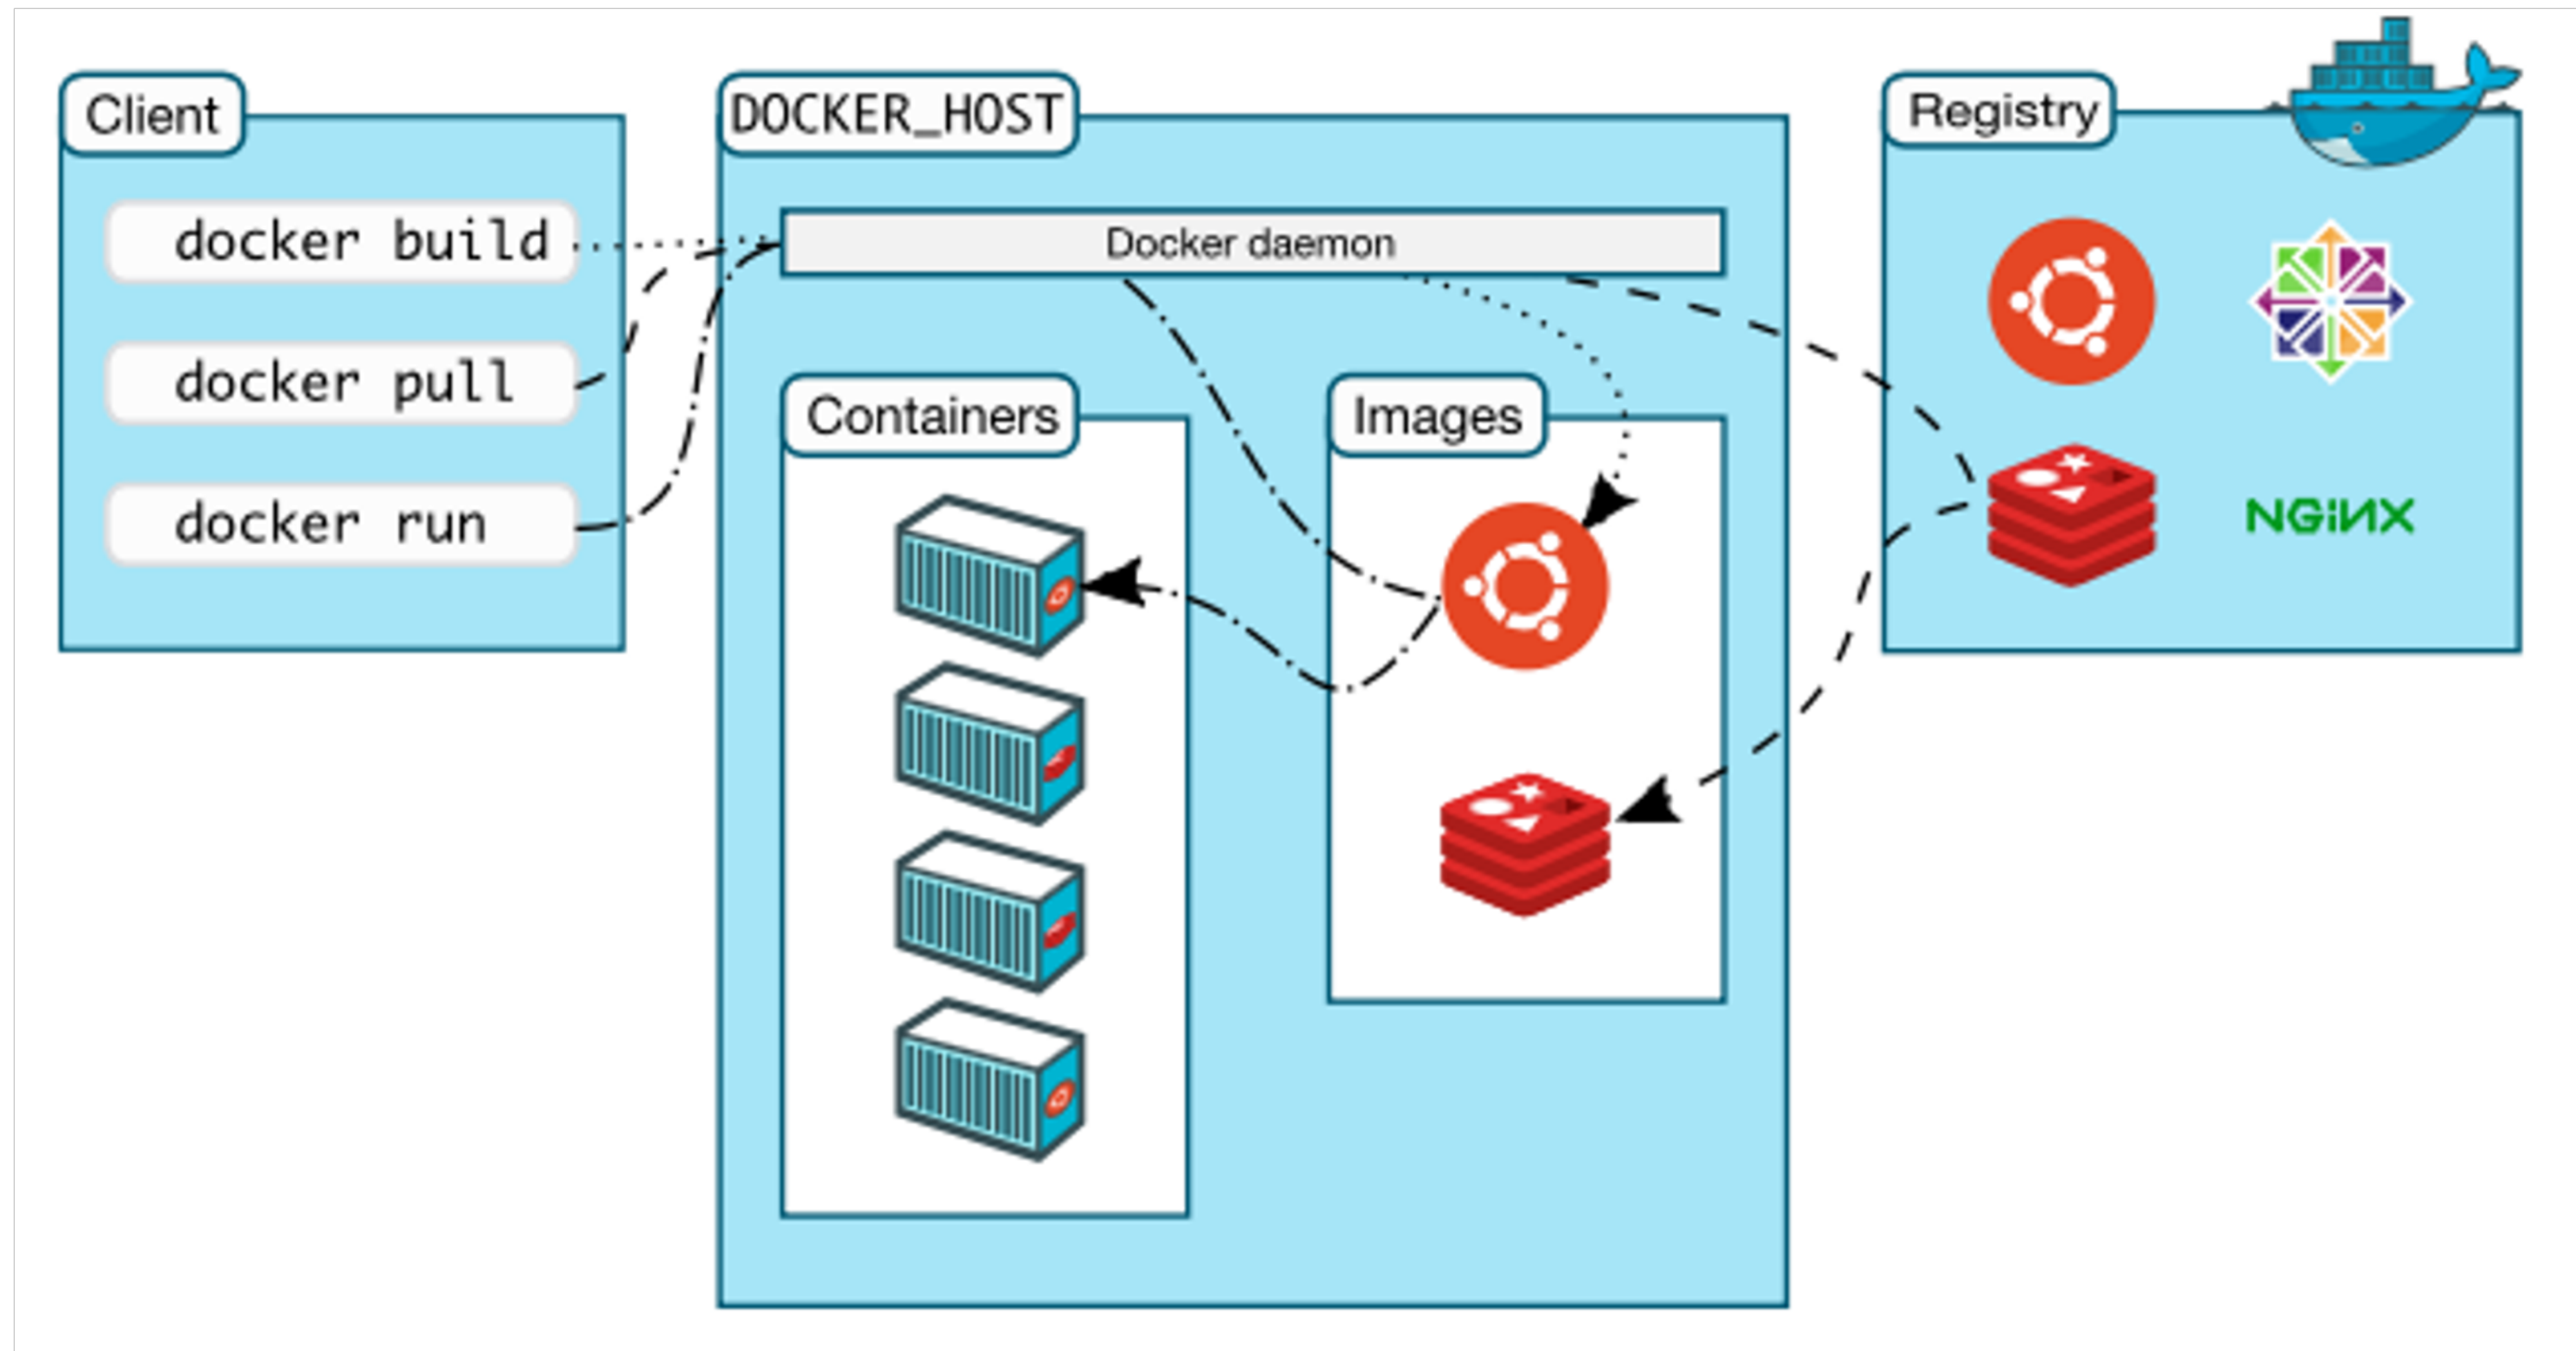 Client
docker build
docker pull
docker run
DOCKER_HOST
Docker daemon
Containers
Images
Registry
NGiNX